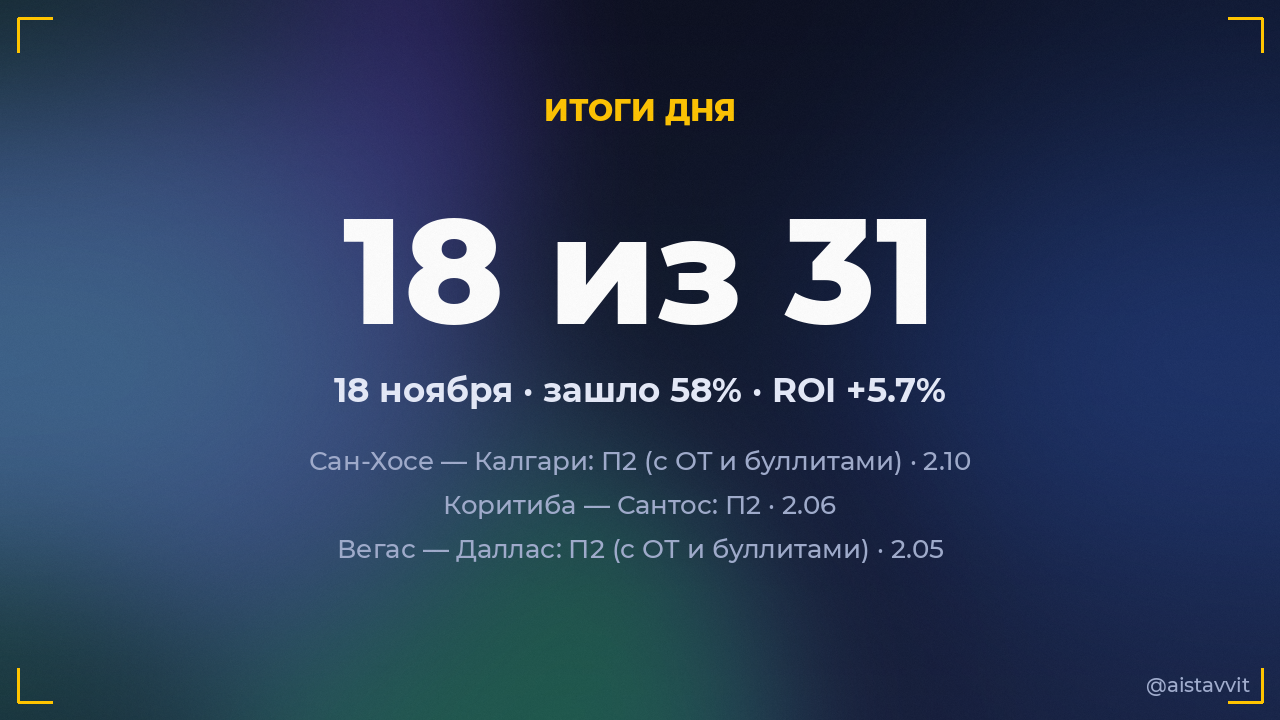 ИТОГИ ДНЯ
18 из 31
18 ноября · зашло 58% · ROI +5.7%
Сан-Хосе — Калгари: П2 (с ОТ и буллитами) · 2.10
Коритиба — Сантос: П2 · 2.06
Вегас — Даллас: П2 (с ОТ и буллитами) · 2.05
@aistavvit